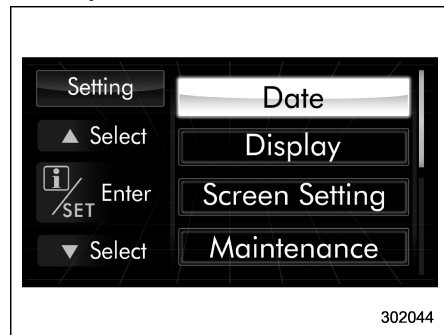 Setting
▲ Select
i/SET Enter
▼ Select
Date
Display
Screen Setting
Maintenance
302044